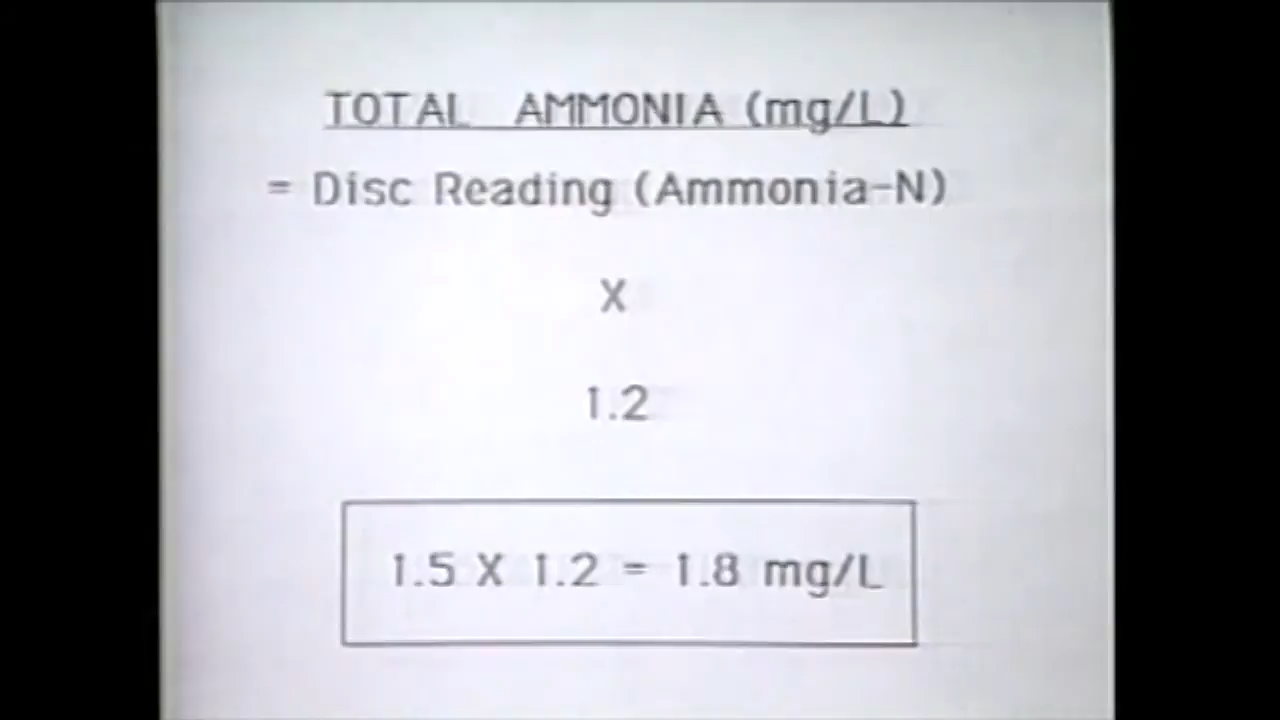 TOTAL AMMONIA (mg/L)
= Disc Reading (Ammonia-N)
X
1.2
1.5 X 1.2 = 1.8 mg/L